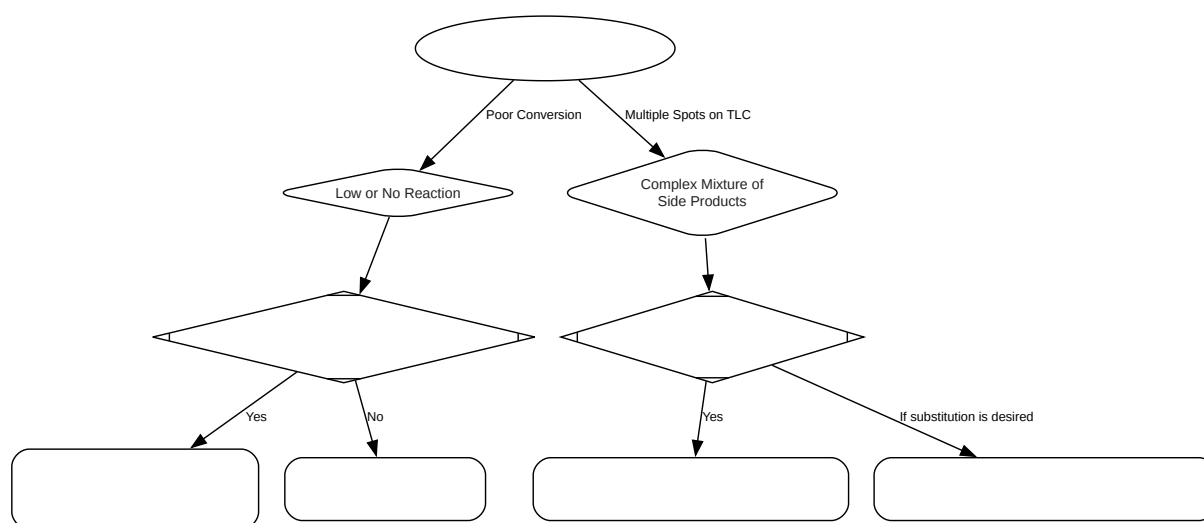 Poor Conversion
Multiple Spots on TLC
Low or No Reaction
Complex Mixture of
Side Products
Yes
No
Yes
If substitution is desired